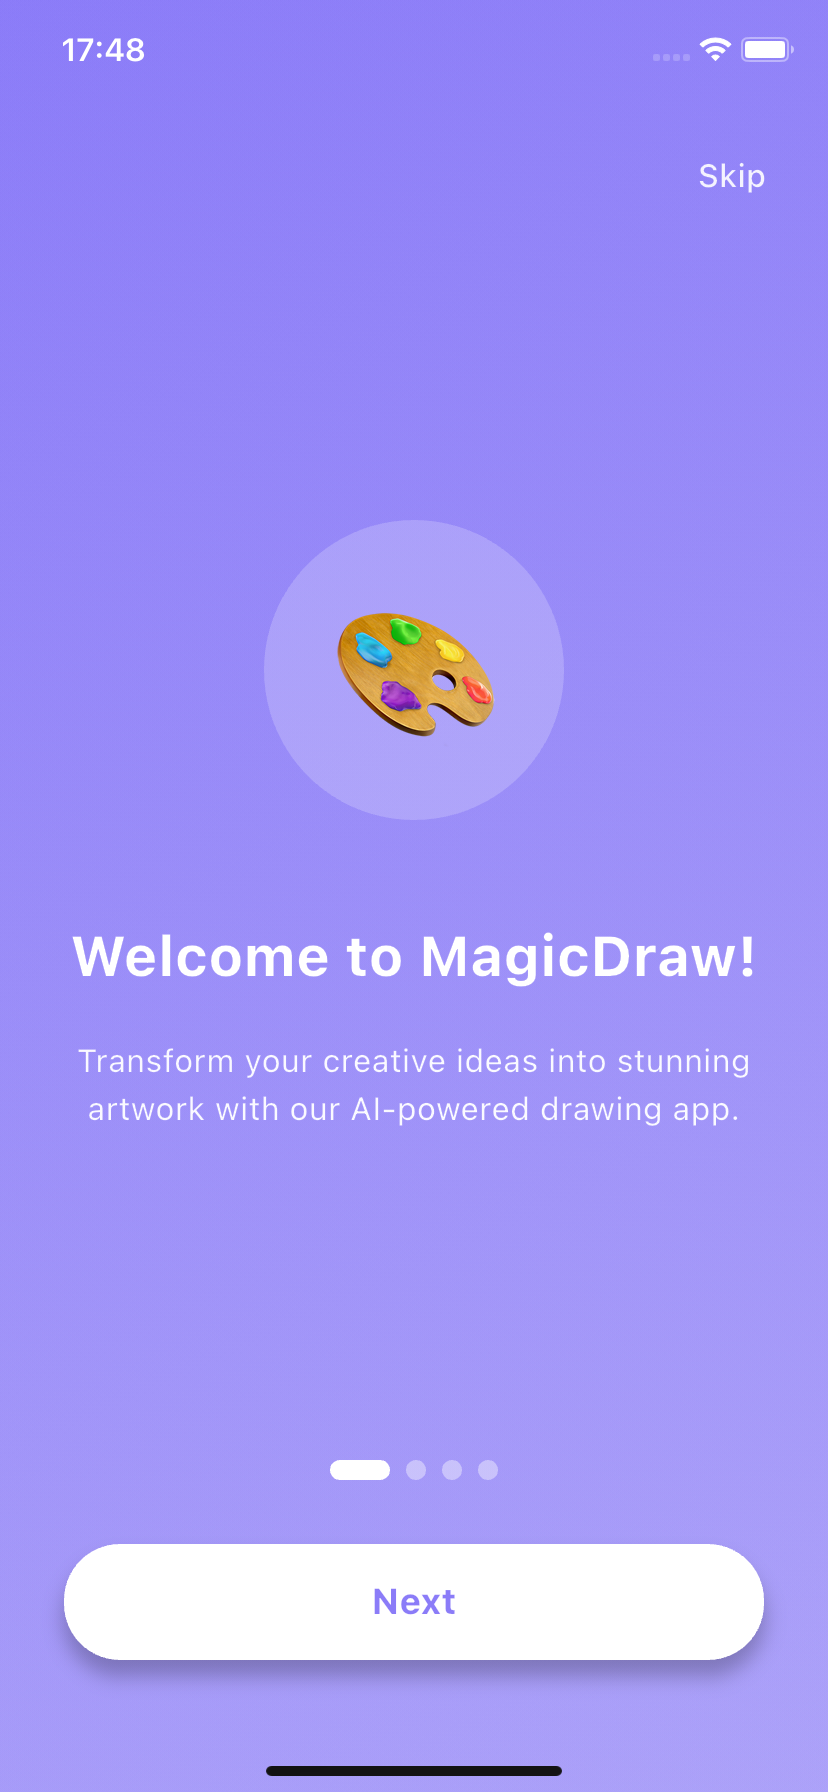 17:48
Skip
Welcome to MagicDraw!
Transform your creative ideas into stunning
artwork with our AI-powered drawing app.
Next